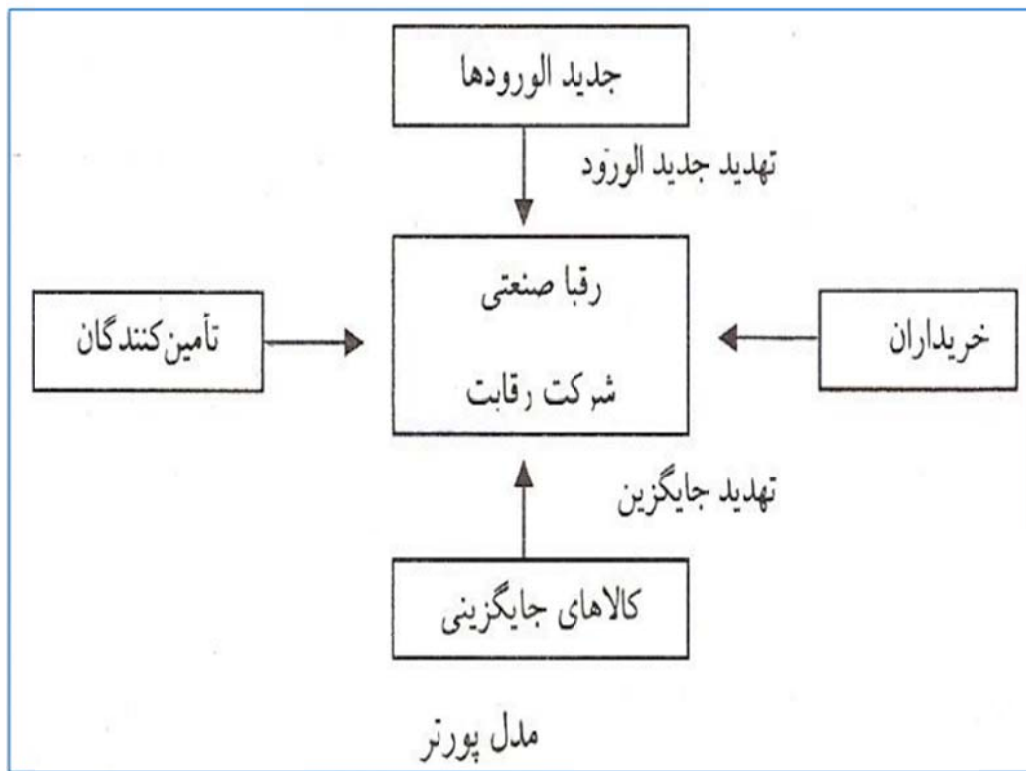 جدید الورودها
تهدید جدید الورود
رقبا صنعتی
شرکت رقابت
خریداران
تأمین‌کنندگان
تهدید جایگزین
کالاهای جایگزینی
مدل پورتر